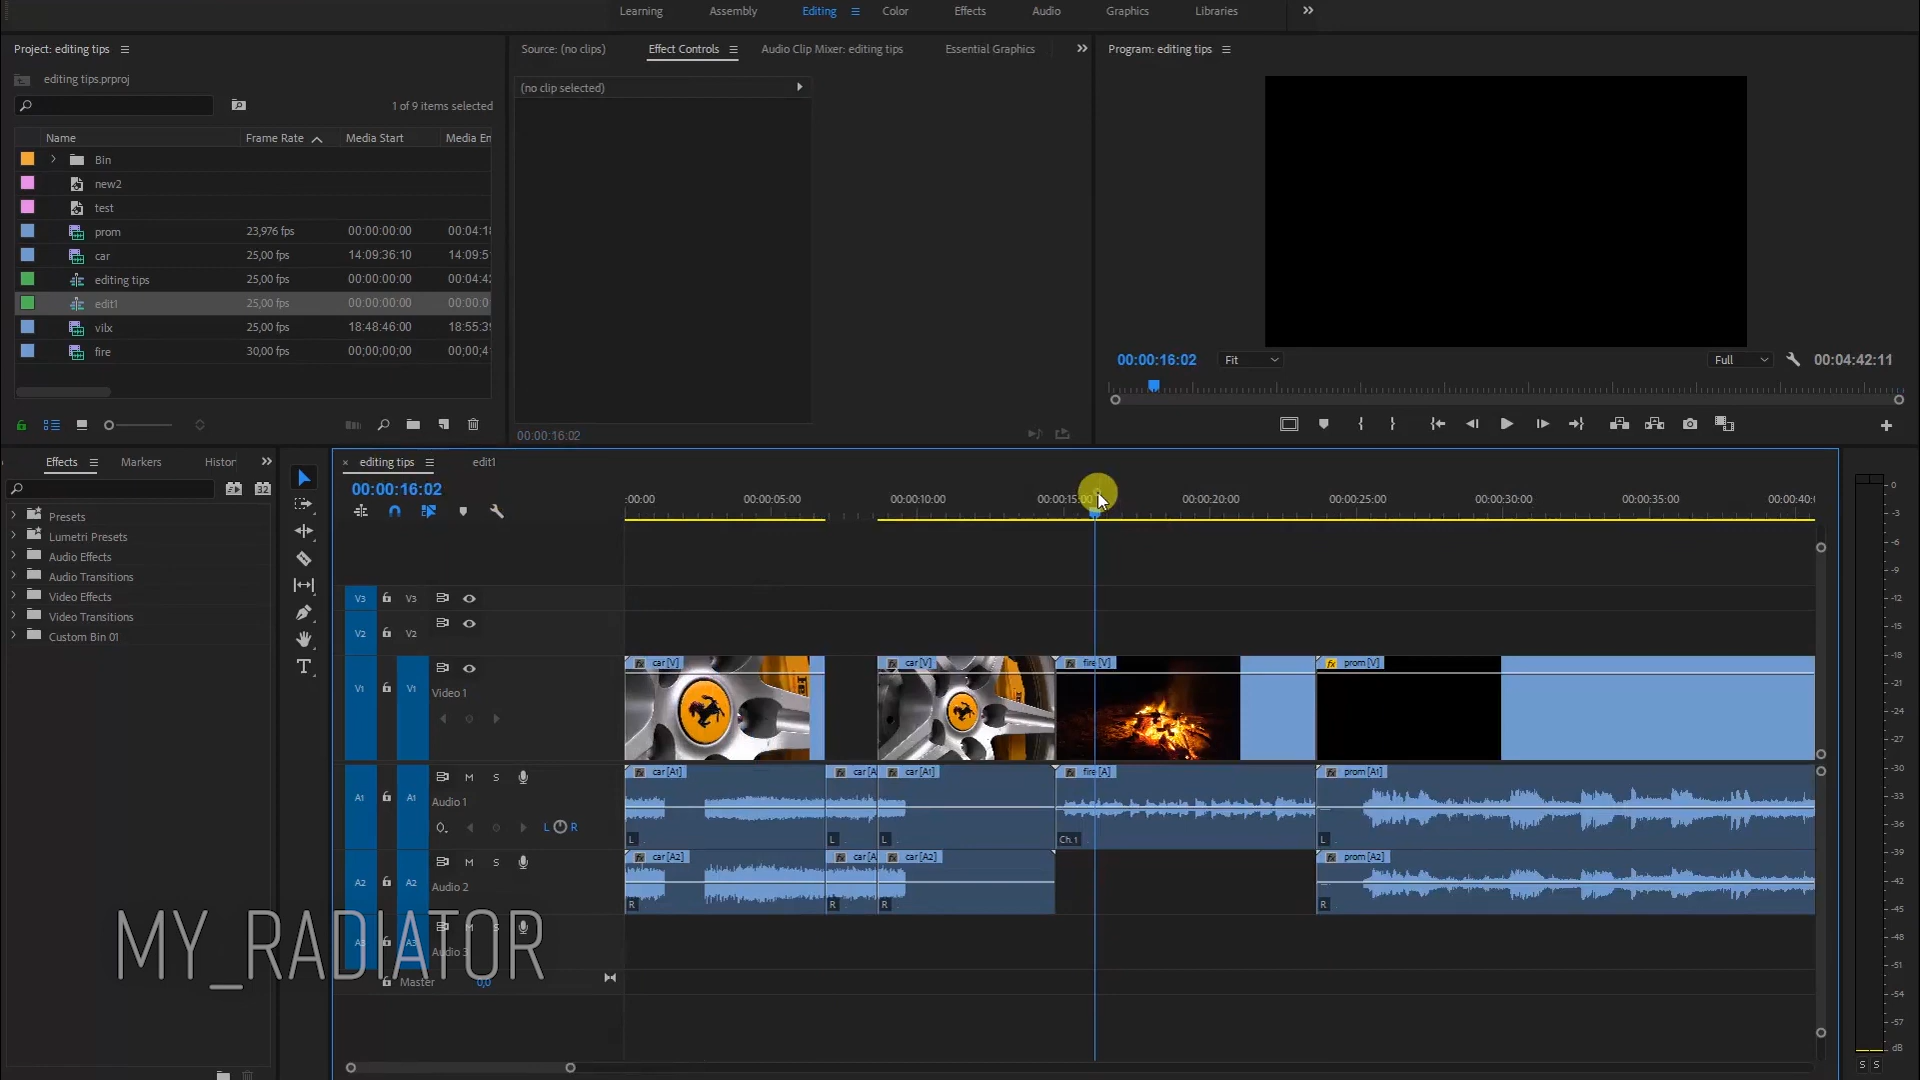 Learning Assembly Editing Color Effects Audio Graphics Libraries
Project: editing tips
editing tips.prproj
1 of 9 items selected
Name Frame Rate Media Start Media En
Bin
new2
test
prom 23,976 fps 00:00:00:00 00:04:18
car 25,00 fps 14:09:36:10 14:09:5
editing tips 25,00 fps 00:00:00:00 00:04:42
edit1 25,00 fps 00:00:00:00 00:00:0
vilx 25,00 fps 18:48:46:00 18:55:39
fire 30,00 fps 00;00;00;00 00;00;4
Source: (no clips) Effect Controls Audio Clip Mixer: editing tips Essential Graphics
(no clip selected)
00:00:16:02
Program: editing tips
00:00:16:02 Fit Full 00:04:42:11
Effects Markers Histor
32
Presets
Lumetri Presets
Audio Effects
Audio Transitions
Video Effects
Video Transitions
Custom Bin 01
editing tips edit1
00:00:16:02
:00:00 00:00:05:00 00:00:10:00 00:00:15:00 00:00:20:00 00:00:25:00 00:00:30:00 00:00:35:00 00:00:40:
V3 V3
V2 V2
V1 V1 Video 1
car [V] car [V] fire [V] prom [V]
A1 A1 M S
Audio 1
L R
car [A1] car [A car [A1] fire [A] prom [A1]
L L L Ch. 1 L
A2 A2 M S
Audio 2
car [A2] car [A car [A2] prom [A2]
R R R R
A3 A3 M S
Audio 3
Master 0,0
MY_RADIATOR
0
-3
-6
-9
-12
-15
-18
-21
-24
-27
-30
-33
-36
-39
-42
-45
-48
-51
-54
-57
dB
S S